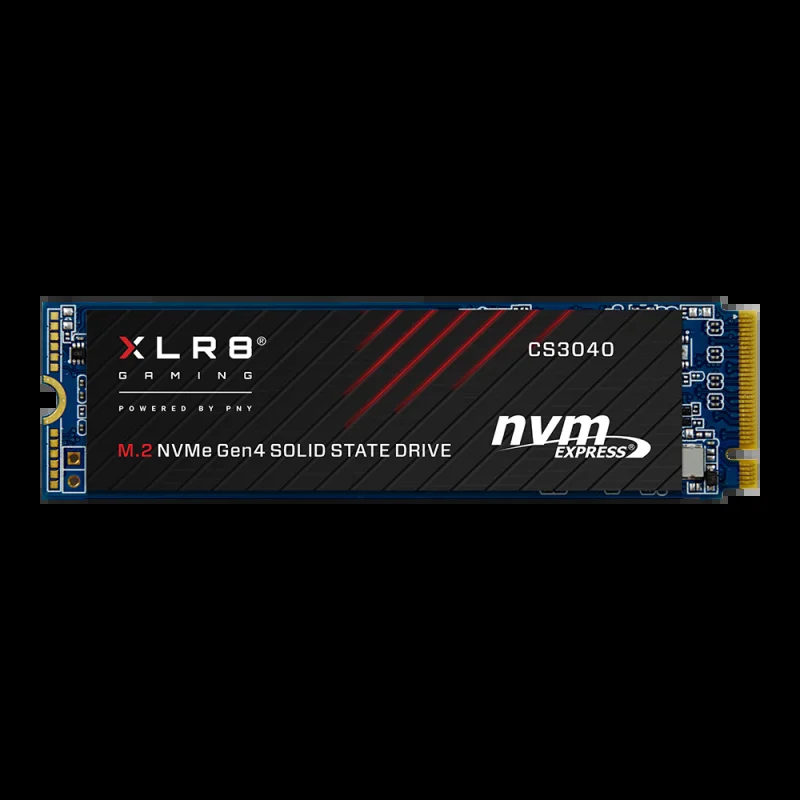 XLR8®
GAMING
POWERED BY PNY
M.2 NVMe Gen4 SOLID STATE DRIVE
CS3040
nvm
EXPRESS®